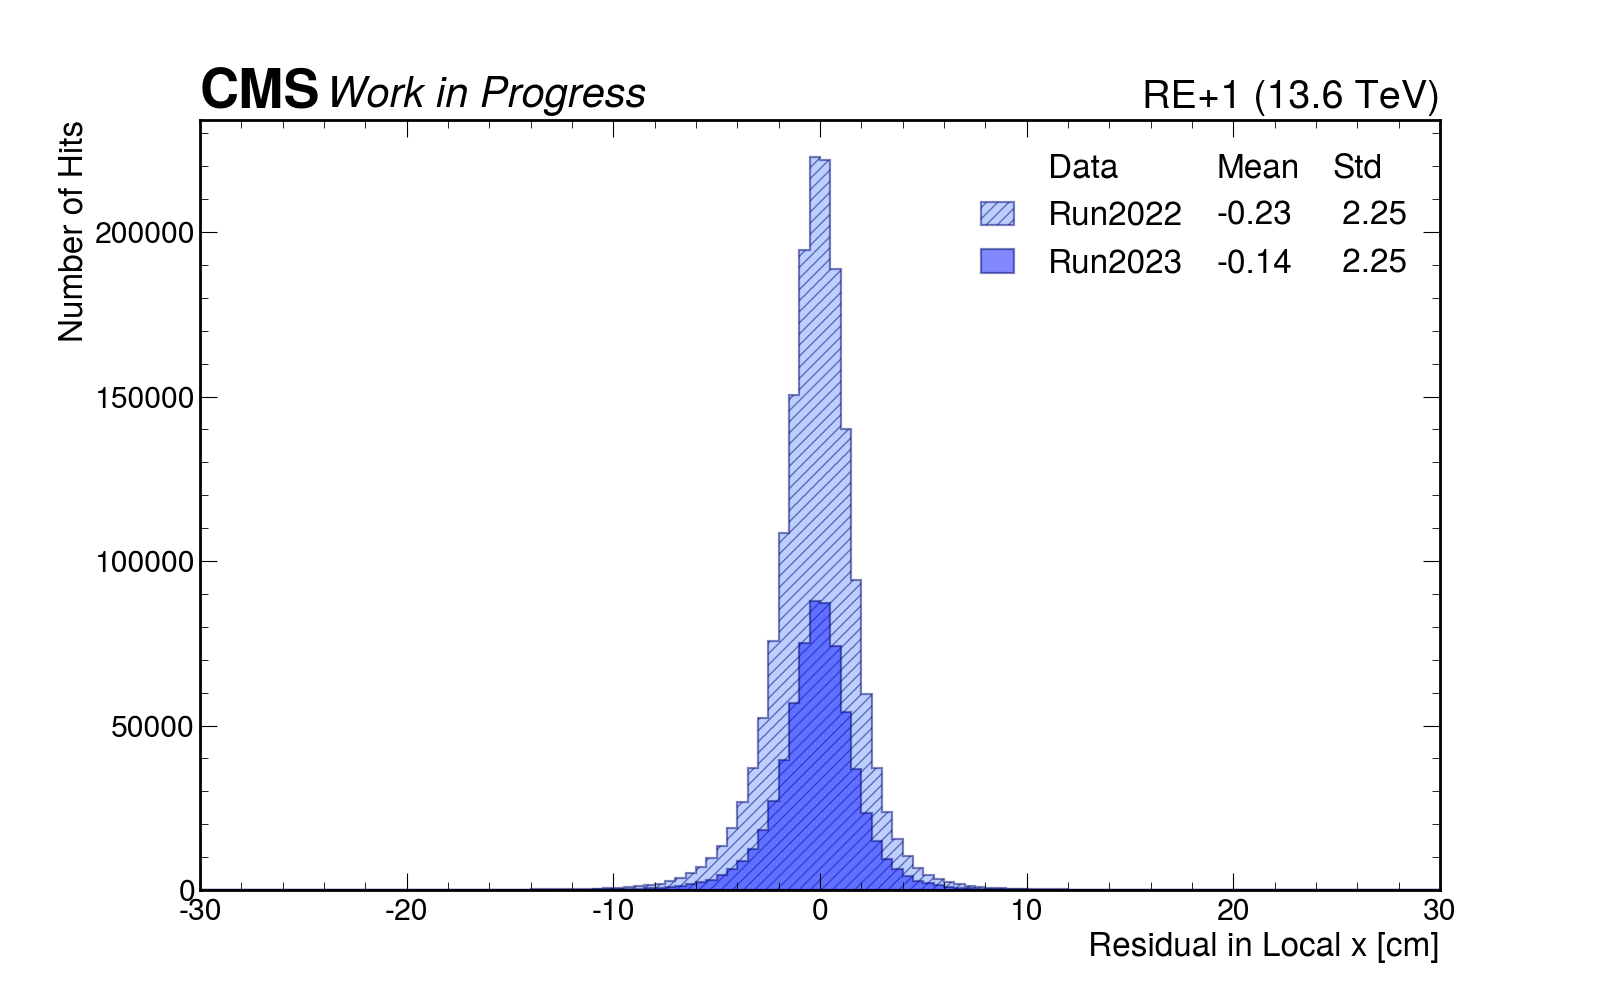 CMS Work in Progress
RE+1 (13.6 TeV)
Number of Hits
Data Mean Std
Run2022 -0.23 2.25
Run2023 -0.14 2.25
200000
150000
100000
50000
0
-30 -20 -10 0 10 20 30
Residual in Local x [cm]